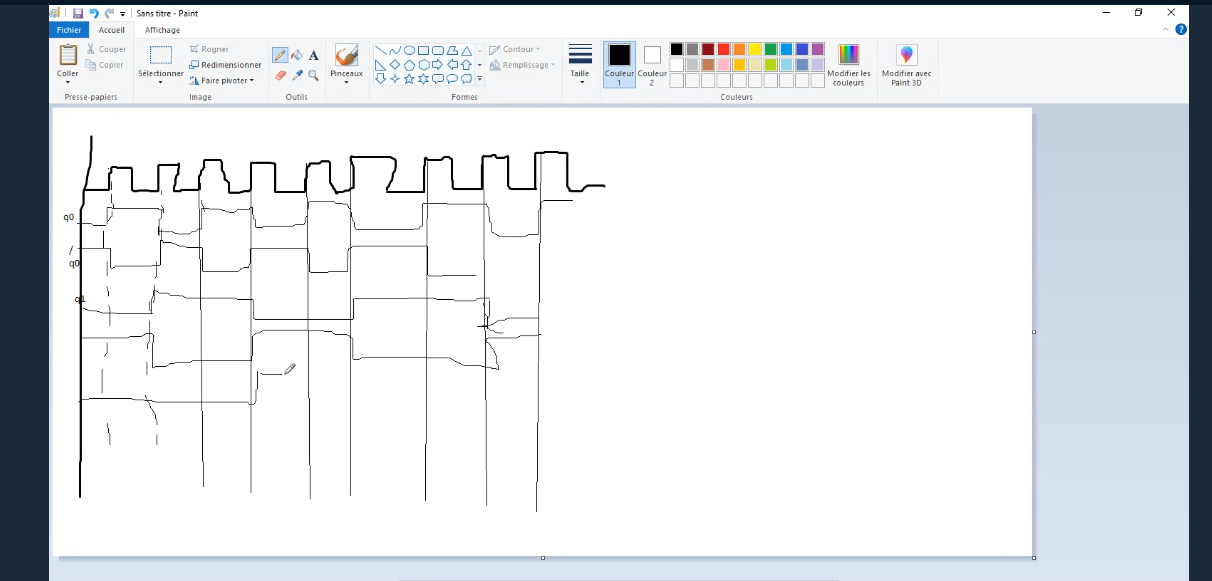 Sans titre - Paint
Fichier Accueil Affichage
Coller
Couper
Copier
Presse-papiers
Sélectionner
Rogner
Redimensionner
Faire pivoter
Image
A
Outils
Pinceaux
Formes
Contour
Remplissage
Taille
Couleur 1
Couleur 2
Couleurs
Modifier les couleurs
Modifier avec Paint 3D
q0
/
q0
q1